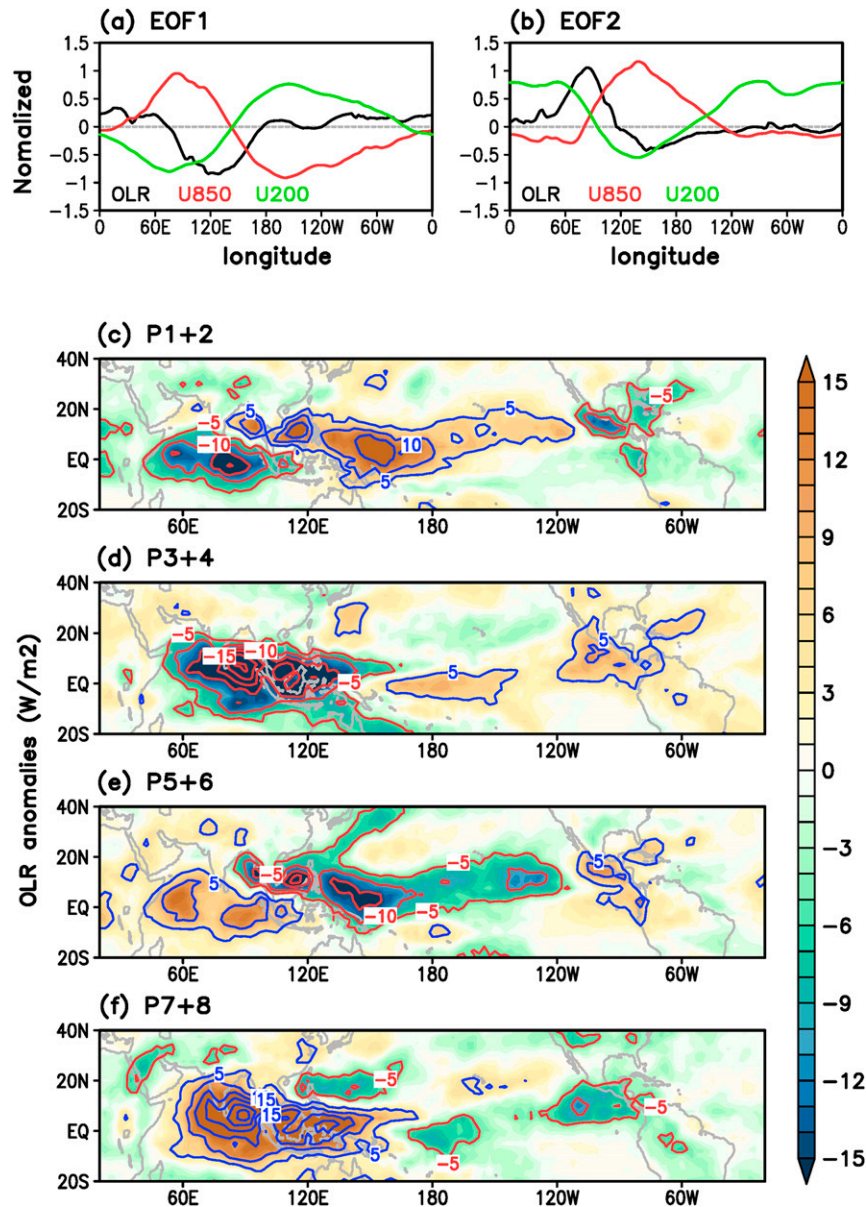 (a) EOF1
(b) EOF2
Nomalized
1.5
1
0.5
0
-0.5
-1
-1.5
OLR U850 U200
0 60E 120E 180 120W 60W 0
longitude
1.5
1
0.5
0
-0.5
-1
-1.5
OLR U850 U200
0 60E 120E 180 120W 60W 0
longitude
OLR anomalies (W/m2)
(c) P1+2
40N
20N
EQ
20S
-5
5
-10
5
10
5
-5
60E 120E 180 120W 60W
(d) P3+4
40N
20N
EQ
20S
-5
-10
-15
-5
5
5
60E 120E 180 120W 60W
(e) P5+6
40N
20N
EQ
20S
5
-5
-10
-5
-5
5
60E 120E 180 120W 60W
(f) P7+8
40N
20N
EQ
20S
5
15
15
5
-5
-5
-5
60E 120E 180 120W 60W
15
12
9
6
3
0
-3
-6
-9
-12
-15